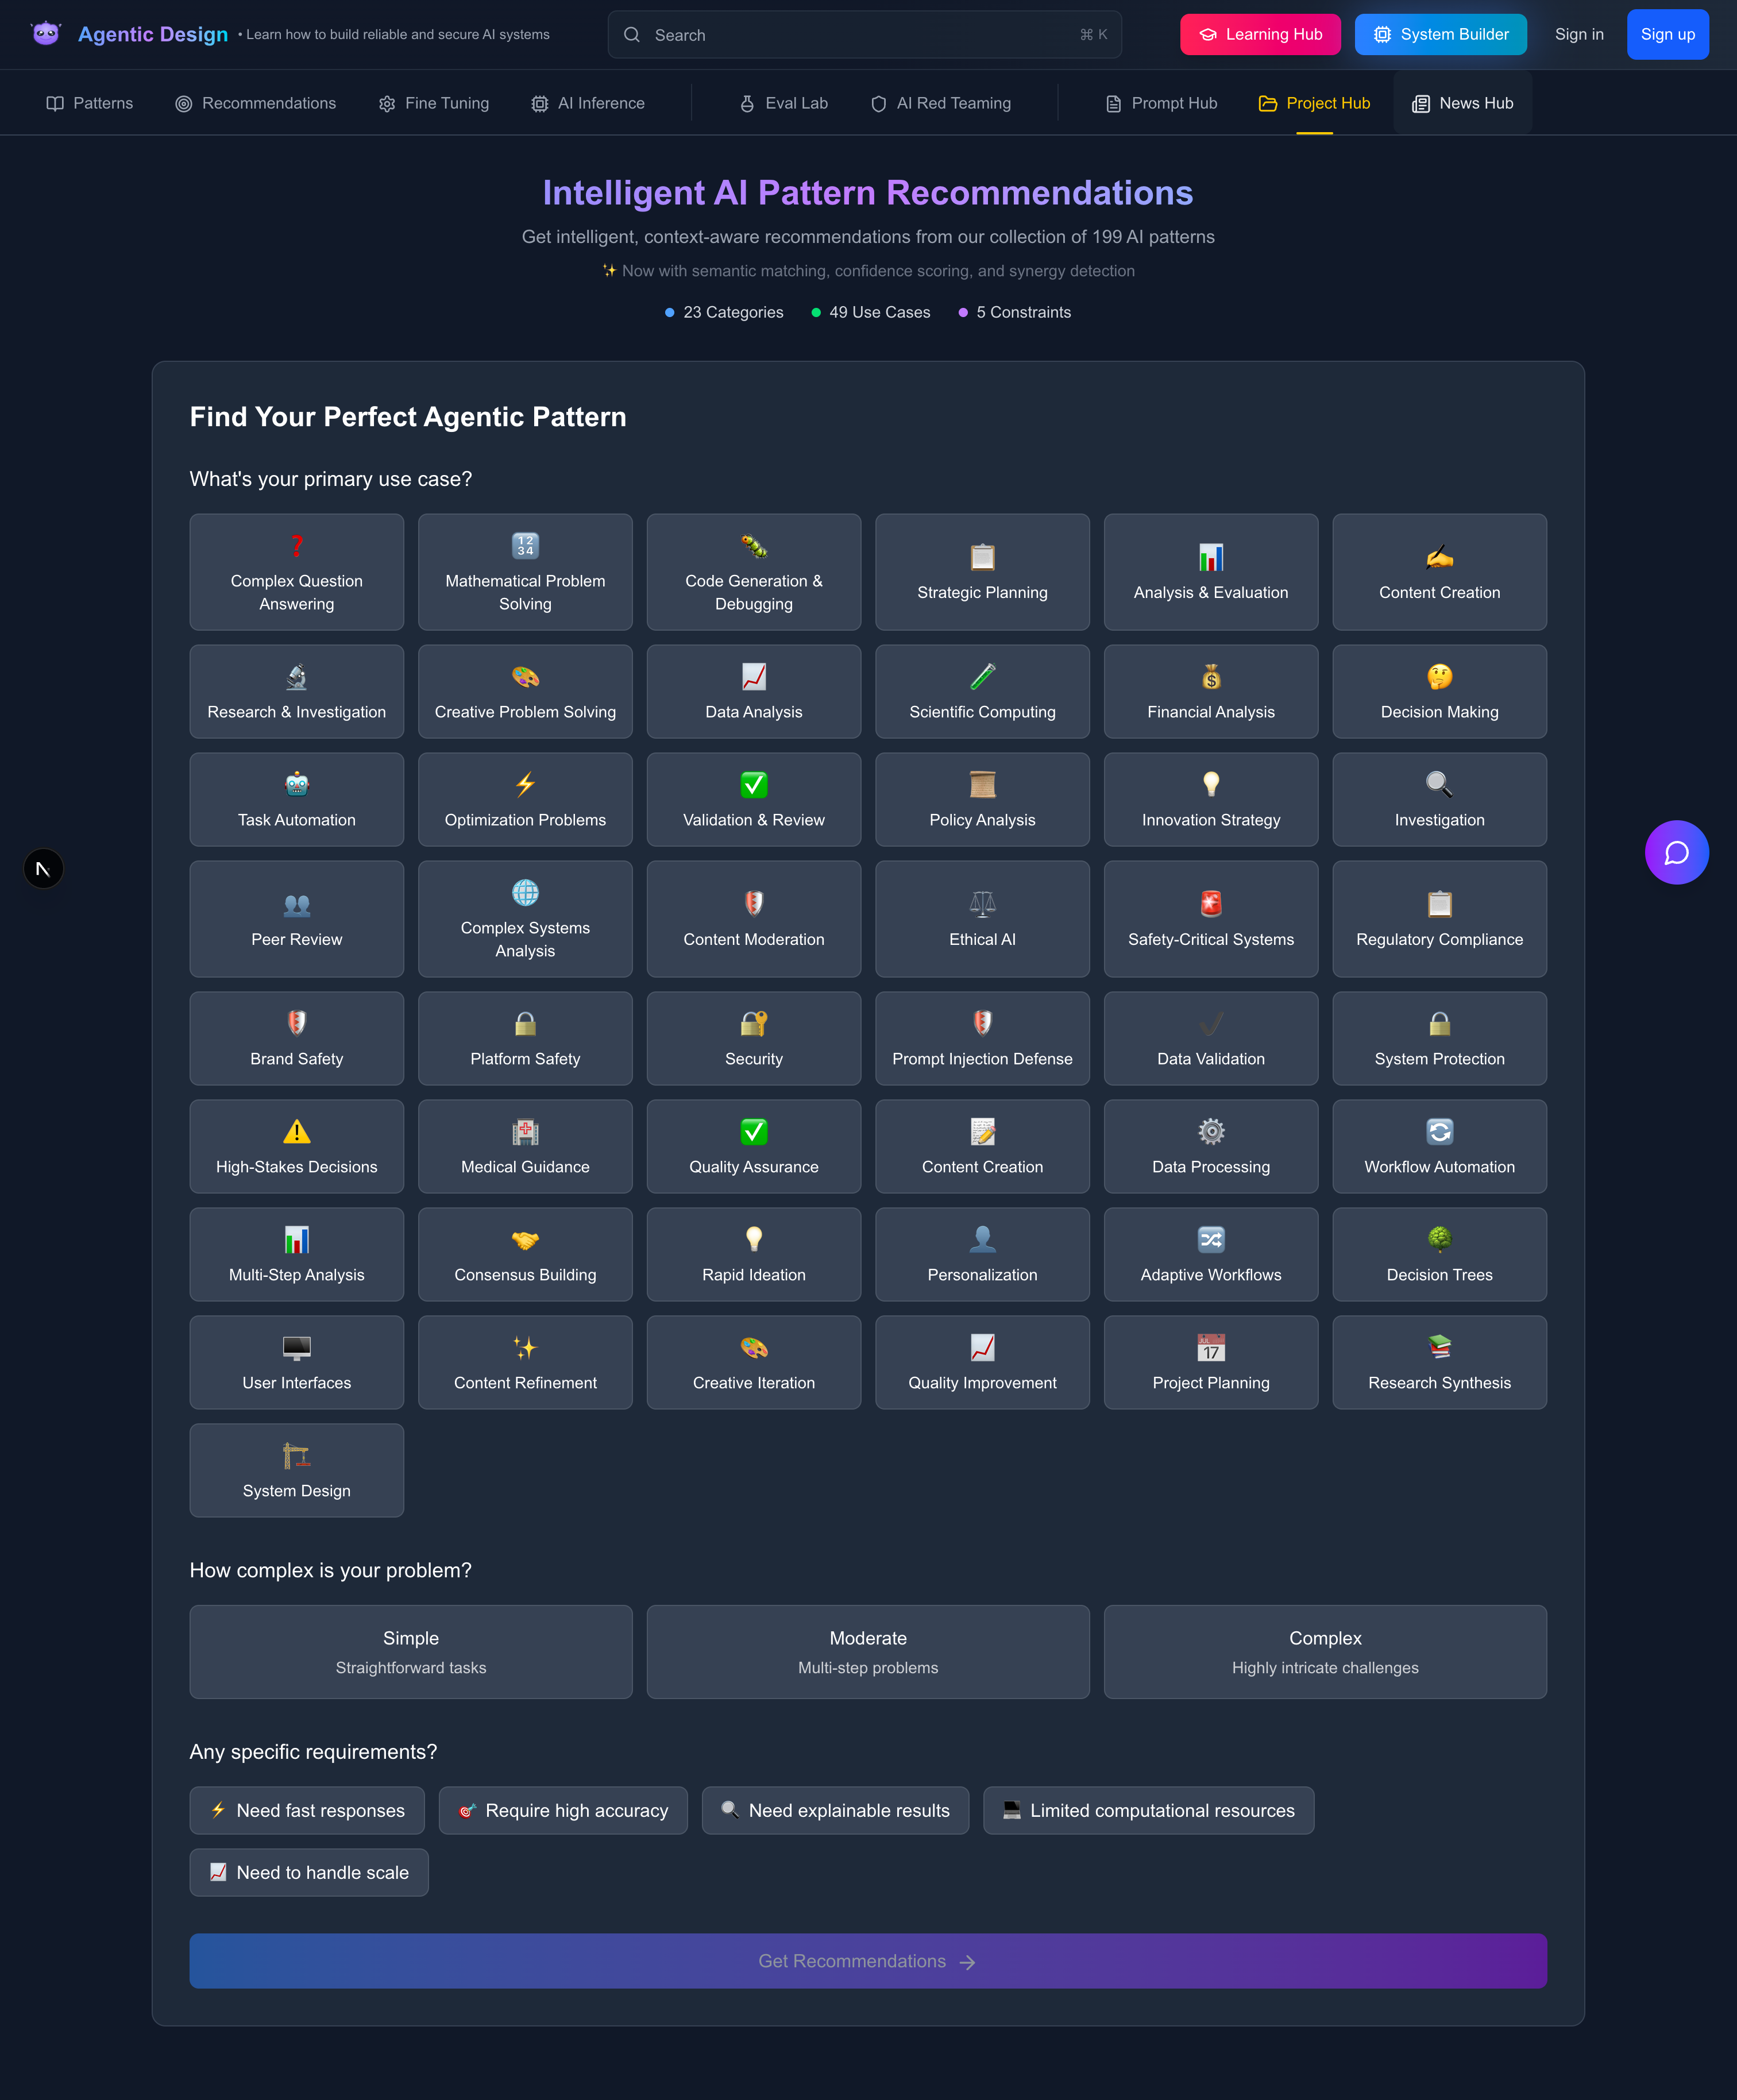 Agentic Design • Learn how to build reliable and secure AI systems
Search ⌘ K
Learning Hub
System Builder
Sign in
Sign up
Patterns
Recommendations
Fine Tuning
AI Inference
Eval Lab
AI Red Teaming
Prompt Hub
Project Hub
News Hub
Intelligent AI Pattern Recommendations
Get intelligent, context-aware recommendations from our collection of 199 AI patterns
✨ Now with semantic matching, confidence scoring, and synergy detection
23 Categories
49 Use Cases
5 Constraints
Find Your Perfect Agentic Pattern
What's your primary use case?
Complex Question
Answering
Mathematical Problem
Solving
Code Generation &
Debugging
Strategic Planning
Analysis & Evaluation
Content Creation
Research & Investigation
Creative Problem Solving
Data Analysis
Scientific Computing
Financial Analysis
Decision Making
Task Automation
Optimization Problems
Validation & Review
Policy Analysis
Innovation Strategy
Investigation
Peer Review
Complex Systems
Analysis
Content Moderation
Ethical AI
Safety-Critical Systems
Regulatory Compliance
Brand Safety
Platform Safety
Security
Prompt Injection Defense
Data Validation
System Protection
High-Stakes Decisions
Medical Guidance
Quality Assurance
Content Creation
Data Processing
Workflow Automation
Multi-Step Analysis
Consensus Building
Rapid Ideation
Personalization
Adaptive Workflows
Decision Trees
User Interfaces
Content Refinement
Creative Iteration
Quality Improvement
Project Planning
Research Synthesis
System Design
How complex is your problem?
Simple
Straightforward tasks
Moderate
Multi-step problems
Complex
Highly intricate challenges
Any specific requirements?
Need fast responses
Require high accuracy
Need explainable results
Limited computational resources
Need to handle scale
Get Recommendations →